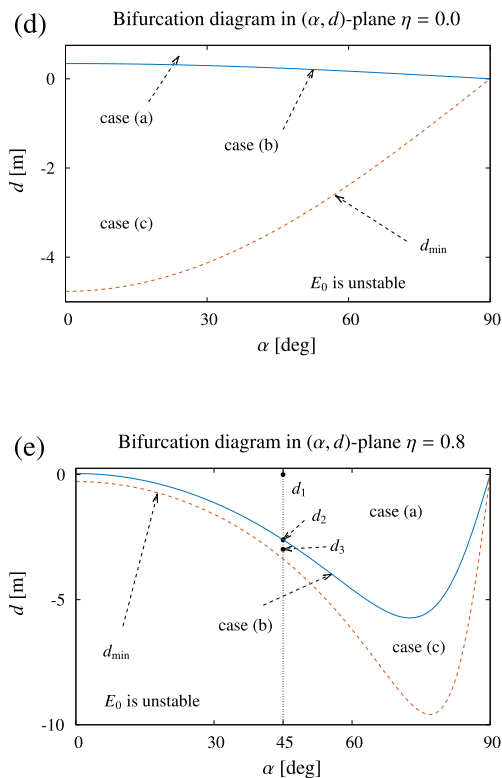 (d)
Bifurcation diagram in (α, d)-plane η = 0.0
0
case (a)
case (b)
-2
d [m]
case (c)
d_min
-4
E_0 is unstable
0 30 60 90
α [deg]
(e)
Bifurcation diagram in (α, d)-plane η = 0.8
0
d_1
case (a)
d_2
d_3
-5
d [m]
case (b)
case (c)
d_min
E_0 is unstable
-10
0 30 45 60 90
α [deg]